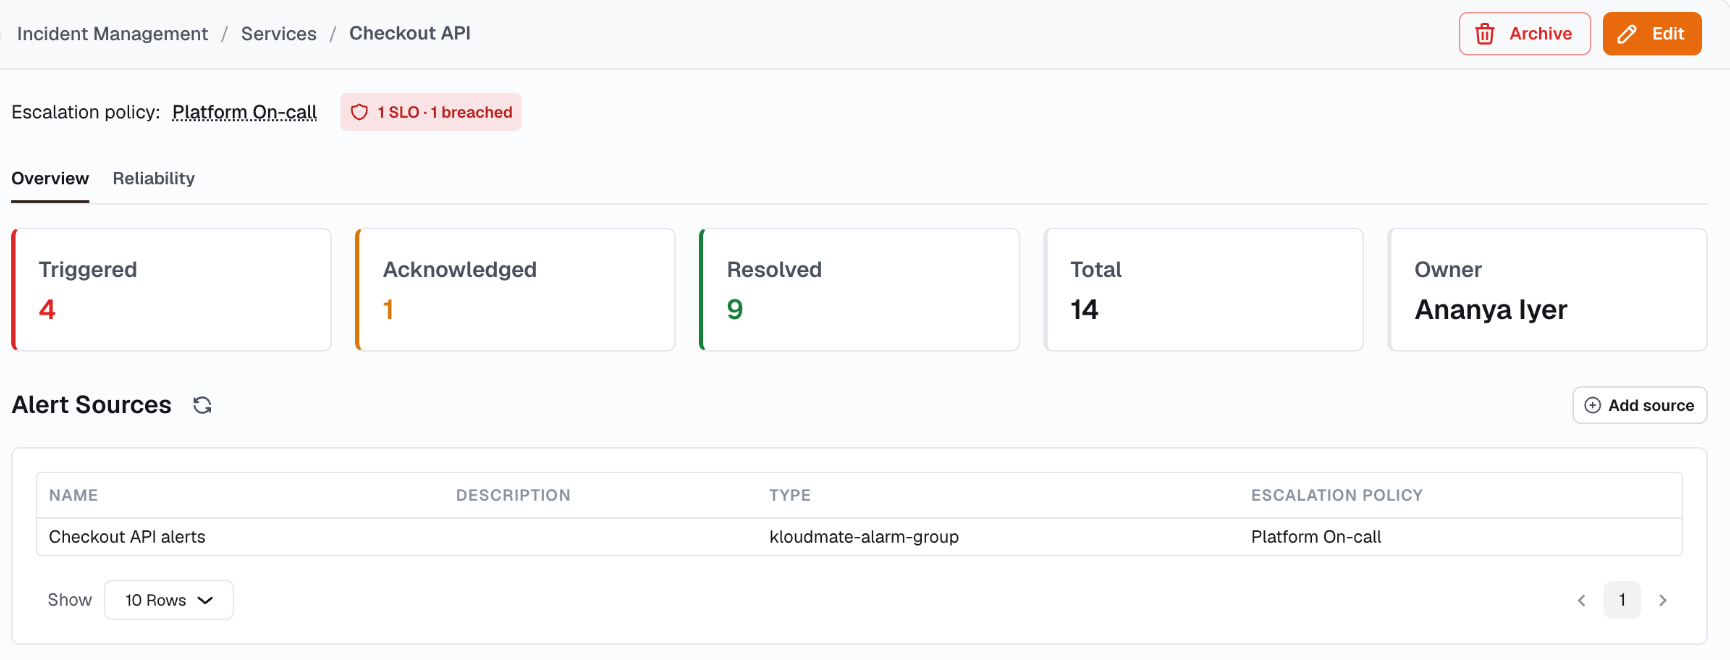 Incident Management / Services / Checkout API
Archive
Edit
Escalation policy: Platform On-call
1 SLO · 1 breached
Overview
Reliability
Triggered
4
Acknowledged
1
Resolved
9
Total
14
Owner
Ananya Iyer
Alert Sources
Add source
NAME DESCRIPTION TYPE ESCALATION POLICY
Checkout API alerts kloudmate-alarm-group Platform On-call
Show 10 Rows
1